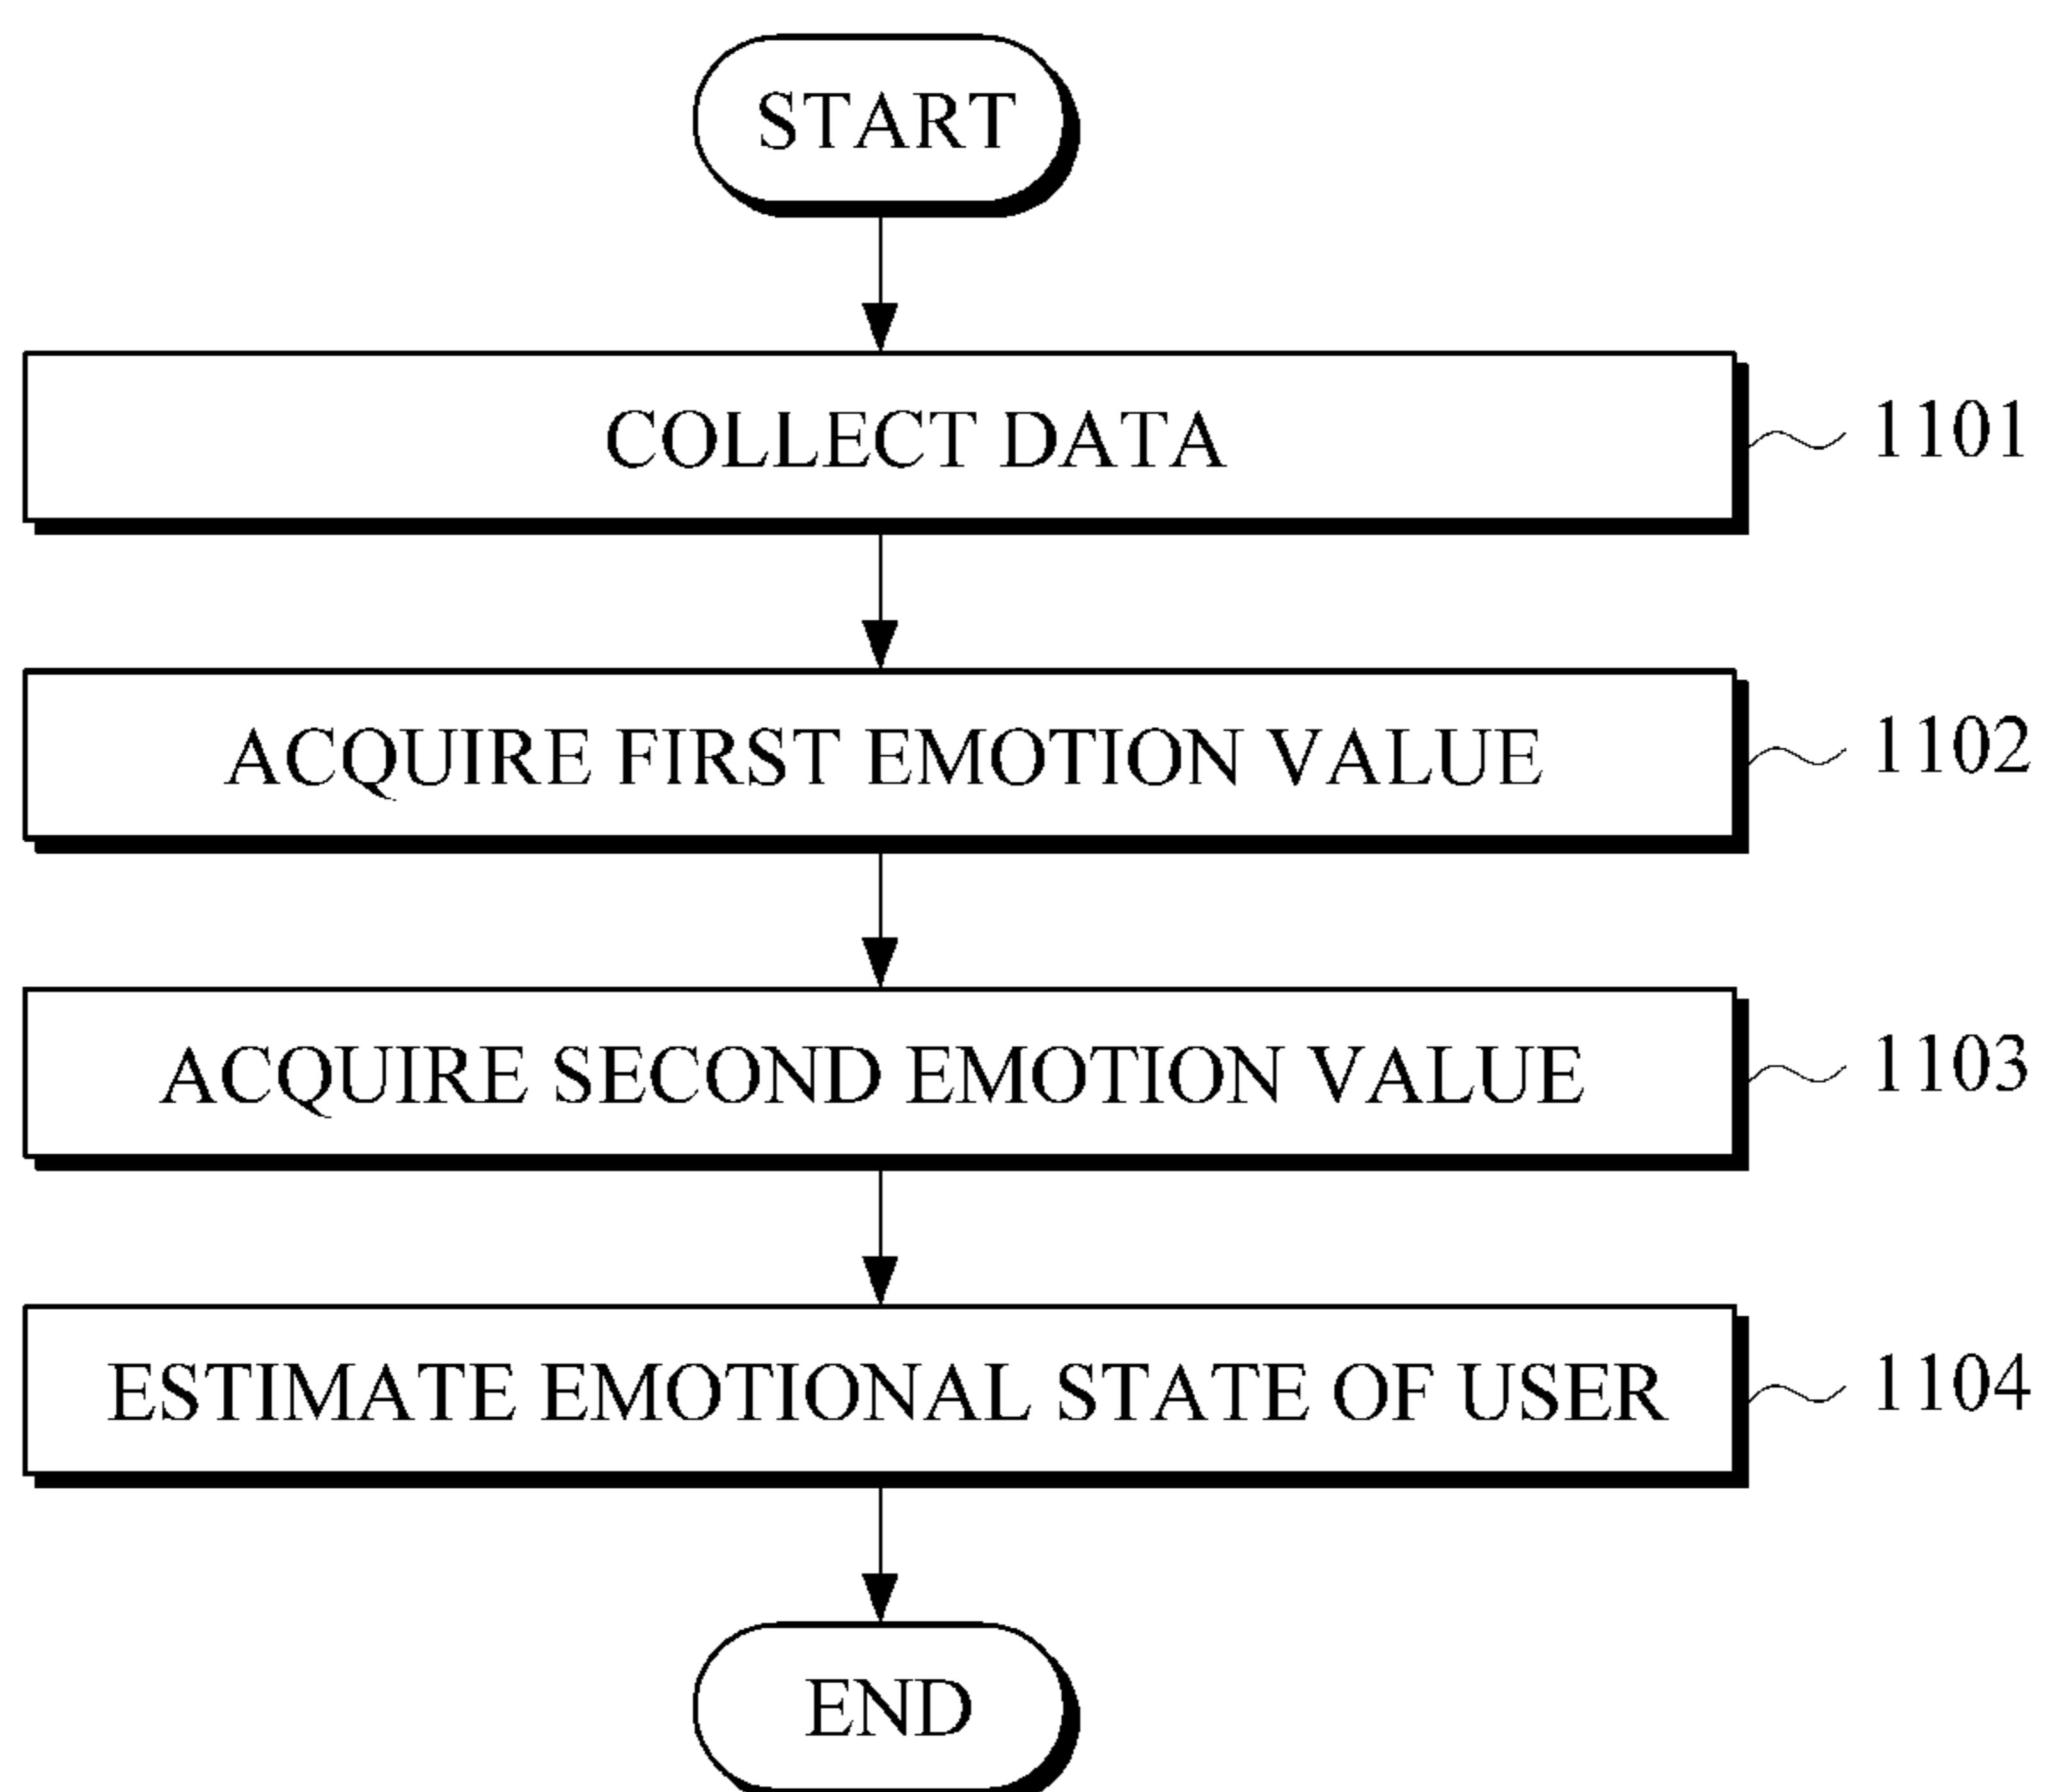 START
COLLECT DATA 1101
ACQUIRE FIRST EMOTION VALUE 1102
ACQUIRE SECOND EMOTION VALUE 1103
ESTIMATE EMOTIONAL STATE OF USER 1104
END